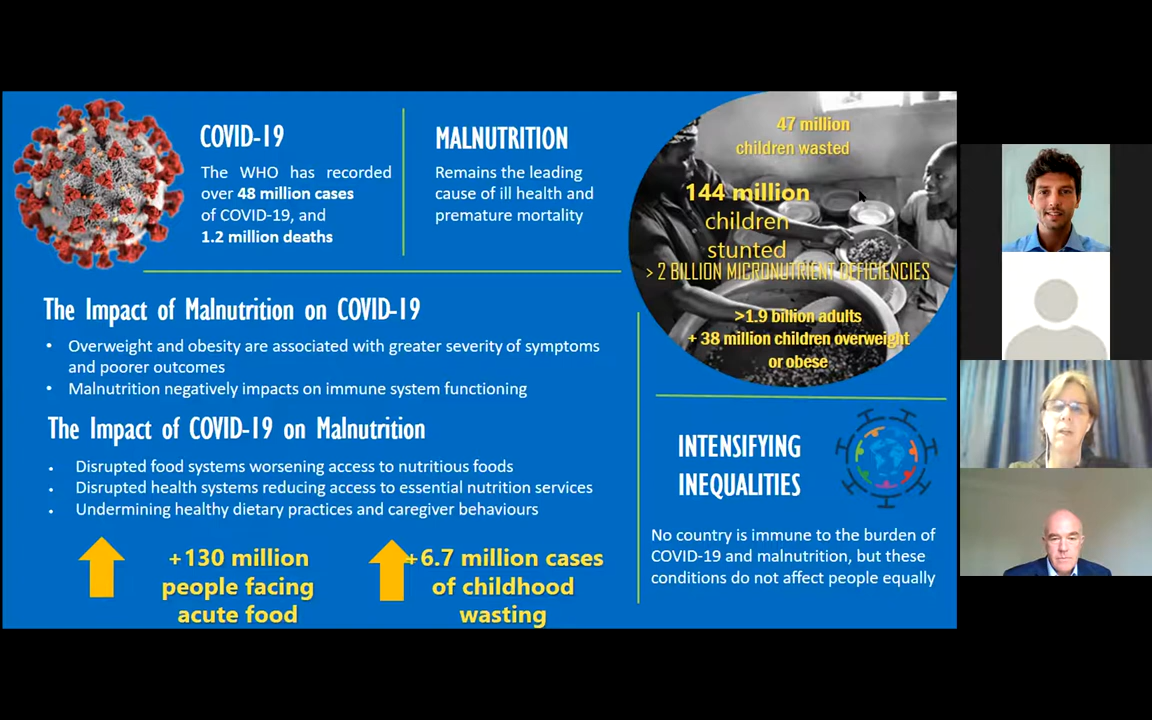 COVID-19
The WHO has recorded
over 48 million cases
of COVID-19, and
1.2 million deaths
MALNUTRITION
Remains the leading
cause of ill health and
premature mortality
47 million
children wasted
144 million
children
stunted
> 2 BILLION MICRONUTRIENT DEFICIENCIES
>1.9 billion adults
+ 38 million children overweight
or obese
The Impact of Malnutrition on COVID-19
• Overweight and obesity are associated with greater severity of symptoms
and poorer outcomes
• Malnutrition negatively impacts on immune system functioning
The Impact of COVID-19 on Malnutrition
• Disrupted food systems worsening access to nutritious foods
• Disrupted health systems reducing access to essential nutrition services
• Undermining healthy dietary practices and caregiver behaviours
+130 million
people facing
acute food
+6.7 million cases
of childhood
wasting
INTENSIFYING
INEQUALITIES
No country is immune to the burden of
COVID-19 and malnutrition, but these
conditions do not affect people equally